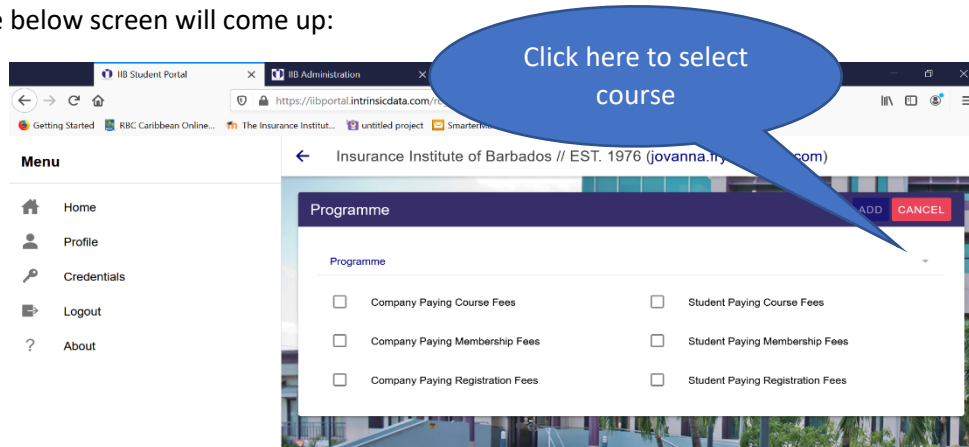 below screen will come up:
Click here to select
course
IIB Student Portal
IIB Administration
https://iibportal.intrinsicdata.com/
Getting Started RBC Caribbean Online... The Insurance Institut... untitled project
Menu
Insurance Institute of Barbados // EST. 1976 (jovanna.
Home
Profile
Credentials
Logout
? About
Programme
ADD CANCEL
Programme
Company Paying Course Fees
Student Paying Course Fees
Company Paying Membership Fees
Student Paying Membership Fees
Company Paying Registration Fees
Student Paying Registration Fees